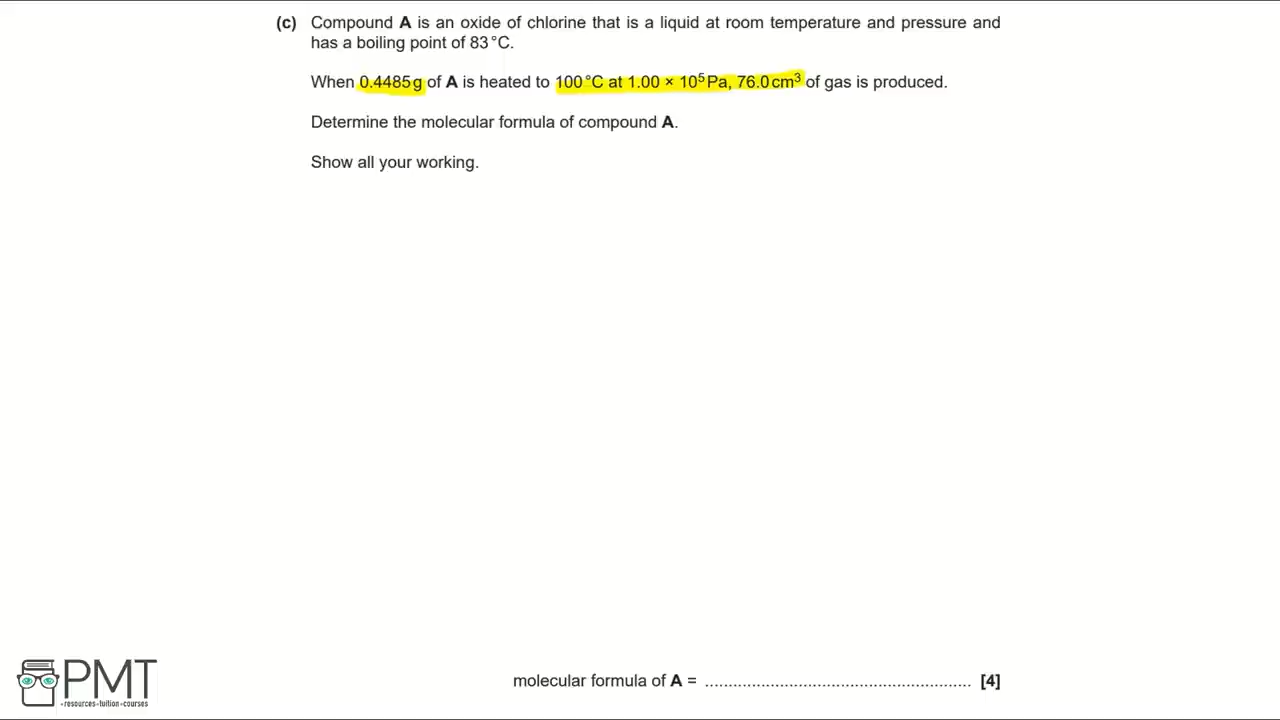 (c) Compound A is an oxide of chlorine that is a liquid at room temperature and pressure and
has a boiling point of 83 °C.
When 0.4485 g of A is heated to 100 °C at 1.00 × 10⁵ Pa, 76.0 cm³ of gas is produced.
Determine the molecular formula of compound A.
Show all your working.
molecular formula of A = ........................................................ [4]
PMT
•resources•tuition•courses